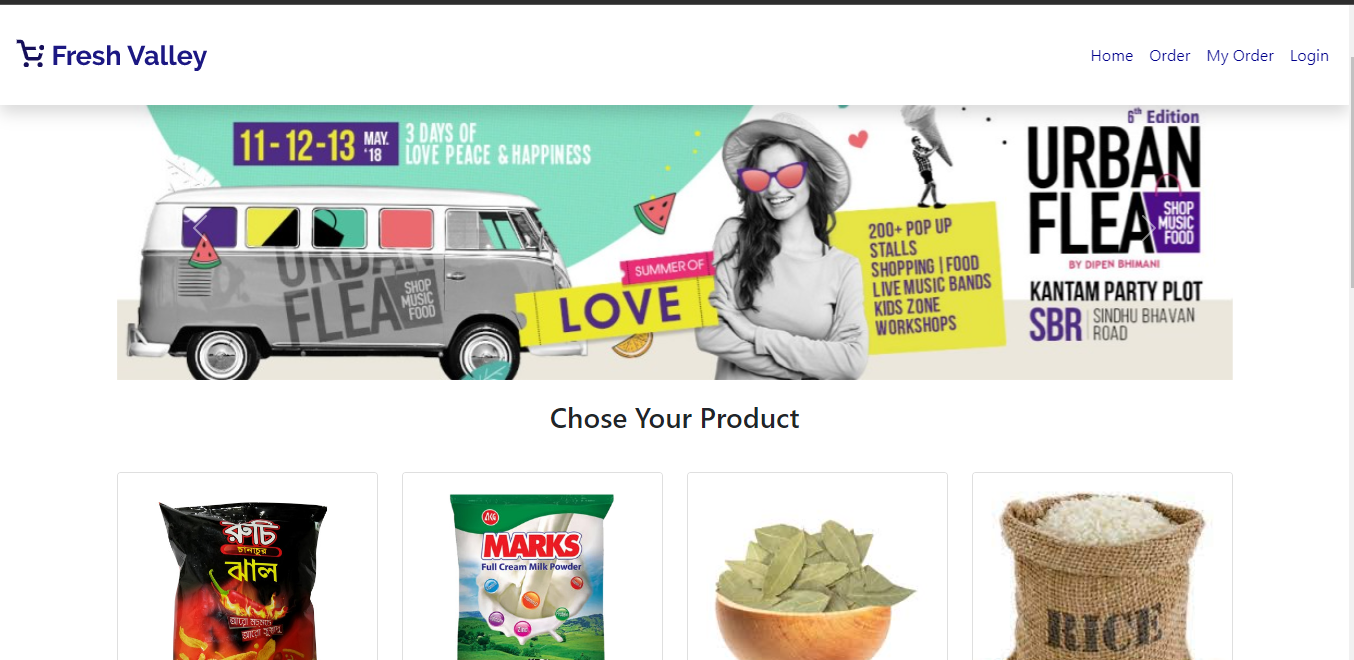 Fresh Valley
Home Order My Order Login
11-12-13 MAY. '18
3 DAYS OF
LOVE PEACE & HAPPINESS
URBAN
FLEA
SHOP
MUSIC
FOOD
SUMMER OF
LOVE
200+ POP UP
STALLS
SHOPPING | FOOD
LIVE MUSIC BANDS
KIDS ZONE
WORKSHOPS
6th Edition
URBAN
FLEA
SHOP
MUSIC
FOOD
BY DIPEN BHIMANI
KANTAM PARTY PLOT
SBR
SINDHU BHAVAN
ROAD
Chose Your Product
রুচি
চানাচুর
ঝাল
MARKS
Full Cream Milk Powder
RICE